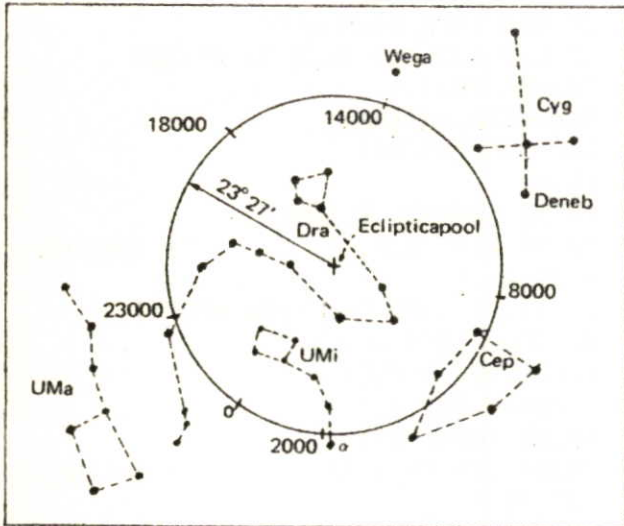 Wega
Cyg
14000
18000
23°27'
Deneb
Dra
Eclipticapool
8000
23000
UMi
Cep
UMa
0
2000
α